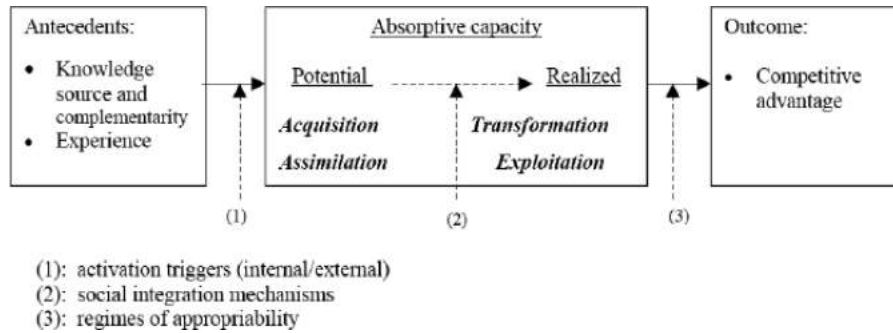 Antecedents:
• Knowledge
source and
complementarity
• Experience
Absorptive capacity
Potential
Realized
Acquisition
Transformation
Assimilation
Exploitation
Outcome:
• Competitive
advantage
(1)
(2)
(3)
(1): activation triggers (internal/external)
(2): social integration mechanisms
(3): regimes of appropriability